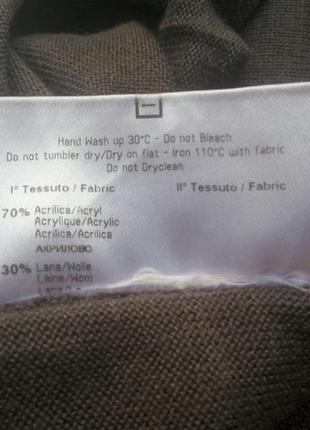 Hand Wash up 30°C - Do not Bleach
Do not tumbler dry/Dry on flat - Iron 110°C with fabric
Do not Dryclean
I° Tessuto / Fabric II° Tessuto / Fabric
70% Acrilica/Acryl
Acrylique/Acrylic
Acrilica/Acrilica
АКРИЛОВО
30% Lana/Wolle
Laine/Wool